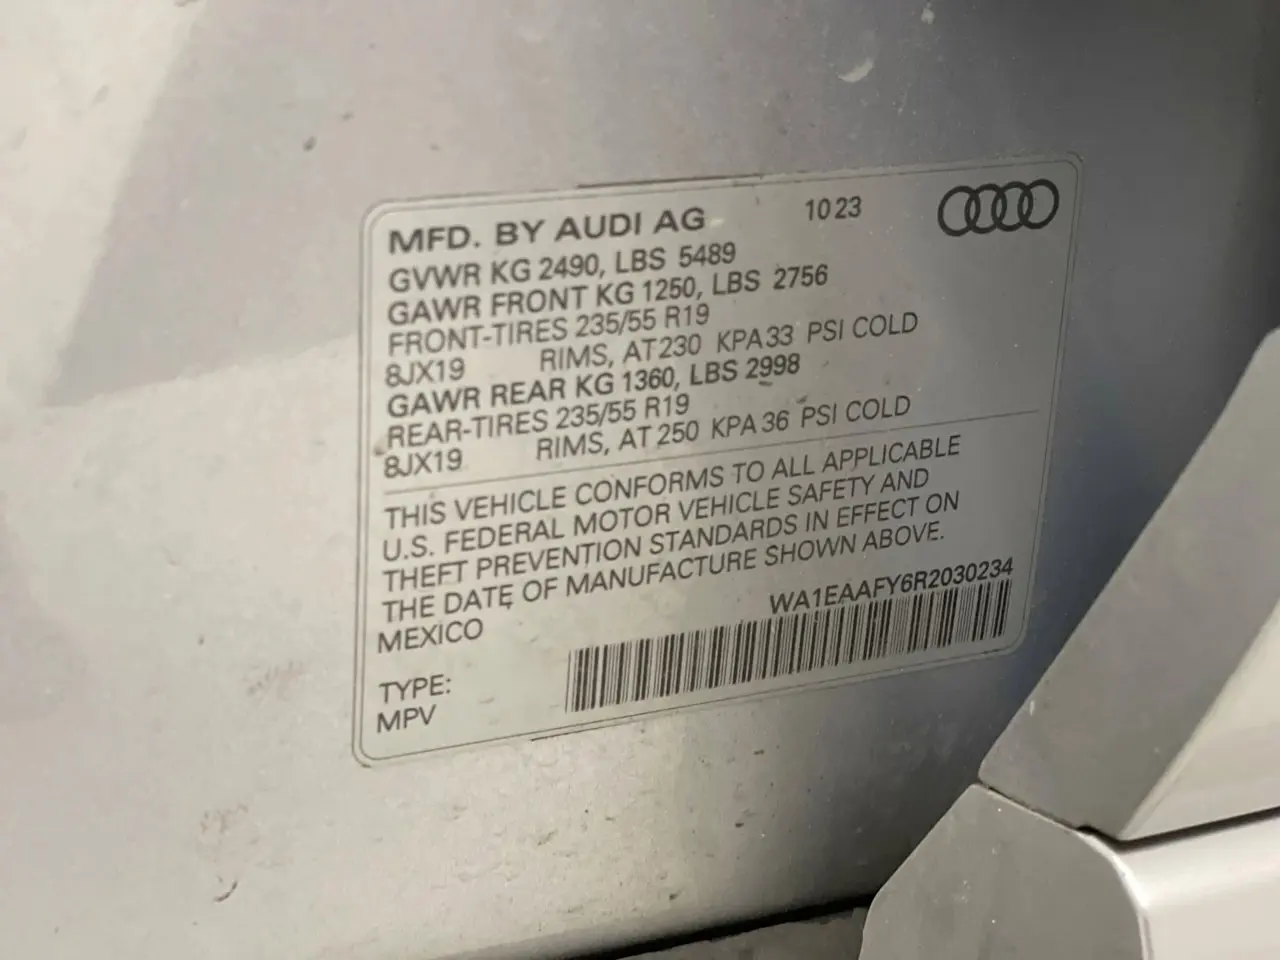 MFD. BY AUDI AG 10 23
GVWR KG 2490, LBS 5489
GAWR FRONT KG 1250, LBS 2756
FRONT-TIRES 235/55 R19
8JX19 RIMS, AT 230 KPA 33 PSI COLD
GAWR REAR KG 1360, LBS 2998
REAR-TIRES 235/55 R19
8JX19 RIMS, AT 250 KPA 36 PSI COLD
THIS VEHICLE CONFORMS TO ALL APPLICABLE
U.S. FEDERAL MOTOR VEHICLE SAFETY AND
THEFT PREVENTION STANDARDS IN EFFECT ON
THE DATE OF MANUFACTURE SHOWN ABOVE.
MEXICO WA1EAAFY6R2030234
TYPE:
MPV